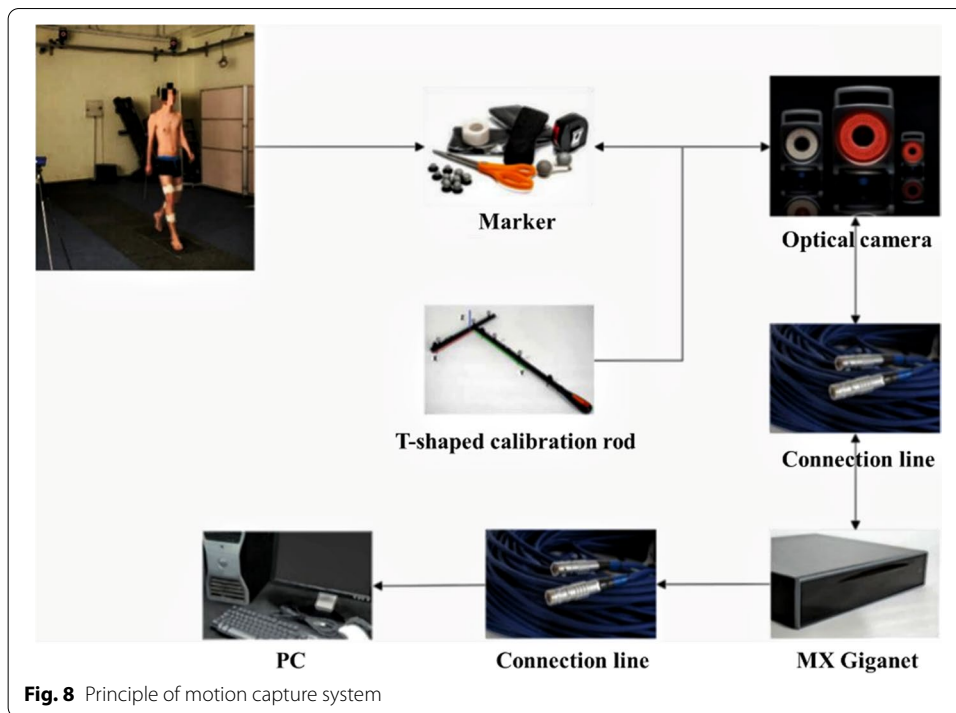 Marker
Optical camera
T-shaped calibration rod
Connection line
PC
Connection line
MX Giganet
Fig. 8 Principle of motion capture system